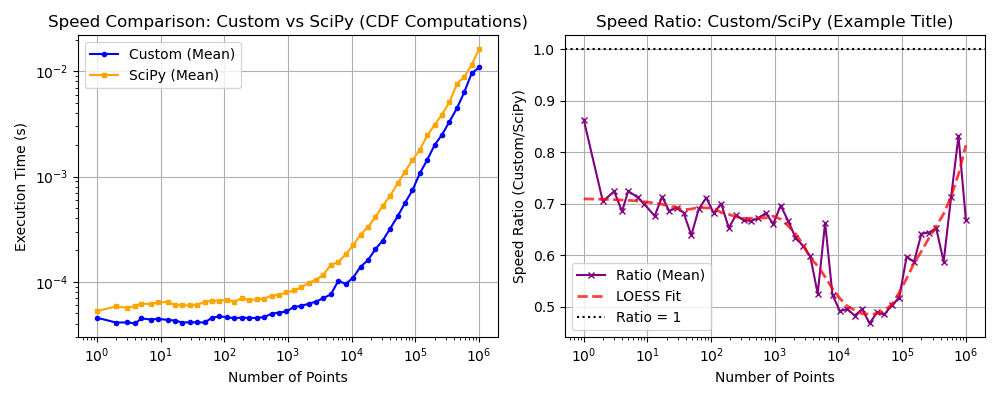 Speed Comparison: Custom vs SciPy (CDF Computations)
Custom (Mean)
SciPy (Mean)
10⁻²
10⁻³
10⁻⁴
Execution Time (s)
10⁰ 10¹ 10² 10³ 10⁴ 10⁵ 10⁶
Number of Points
Speed Ratio: Custom/SciPy (Example Title)
1.0
0.9
0.8
0.7
0.6
0.5
Speed Ratio (Custom/SciPy)
Ratio (Mean)
LOESS Fit
Ratio = 1
10⁰ 10¹ 10² 10³ 10⁴ 10⁵ 10⁶
Number of Points